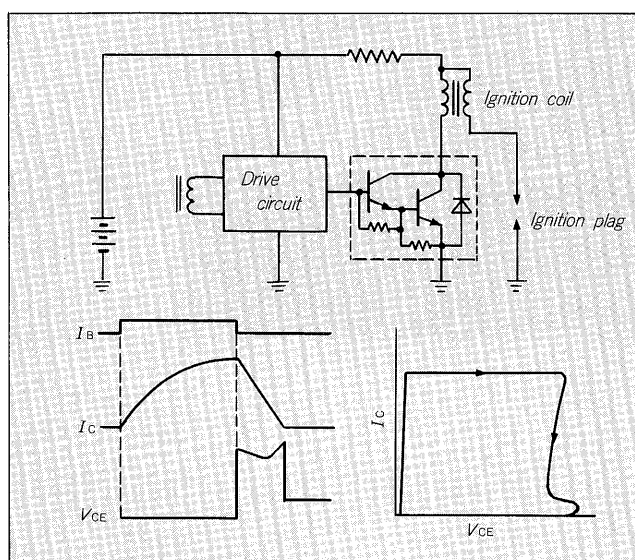 Ignition coil
Drive
circuit
Ignition plag
IB
IC
VCE
IC
VCE